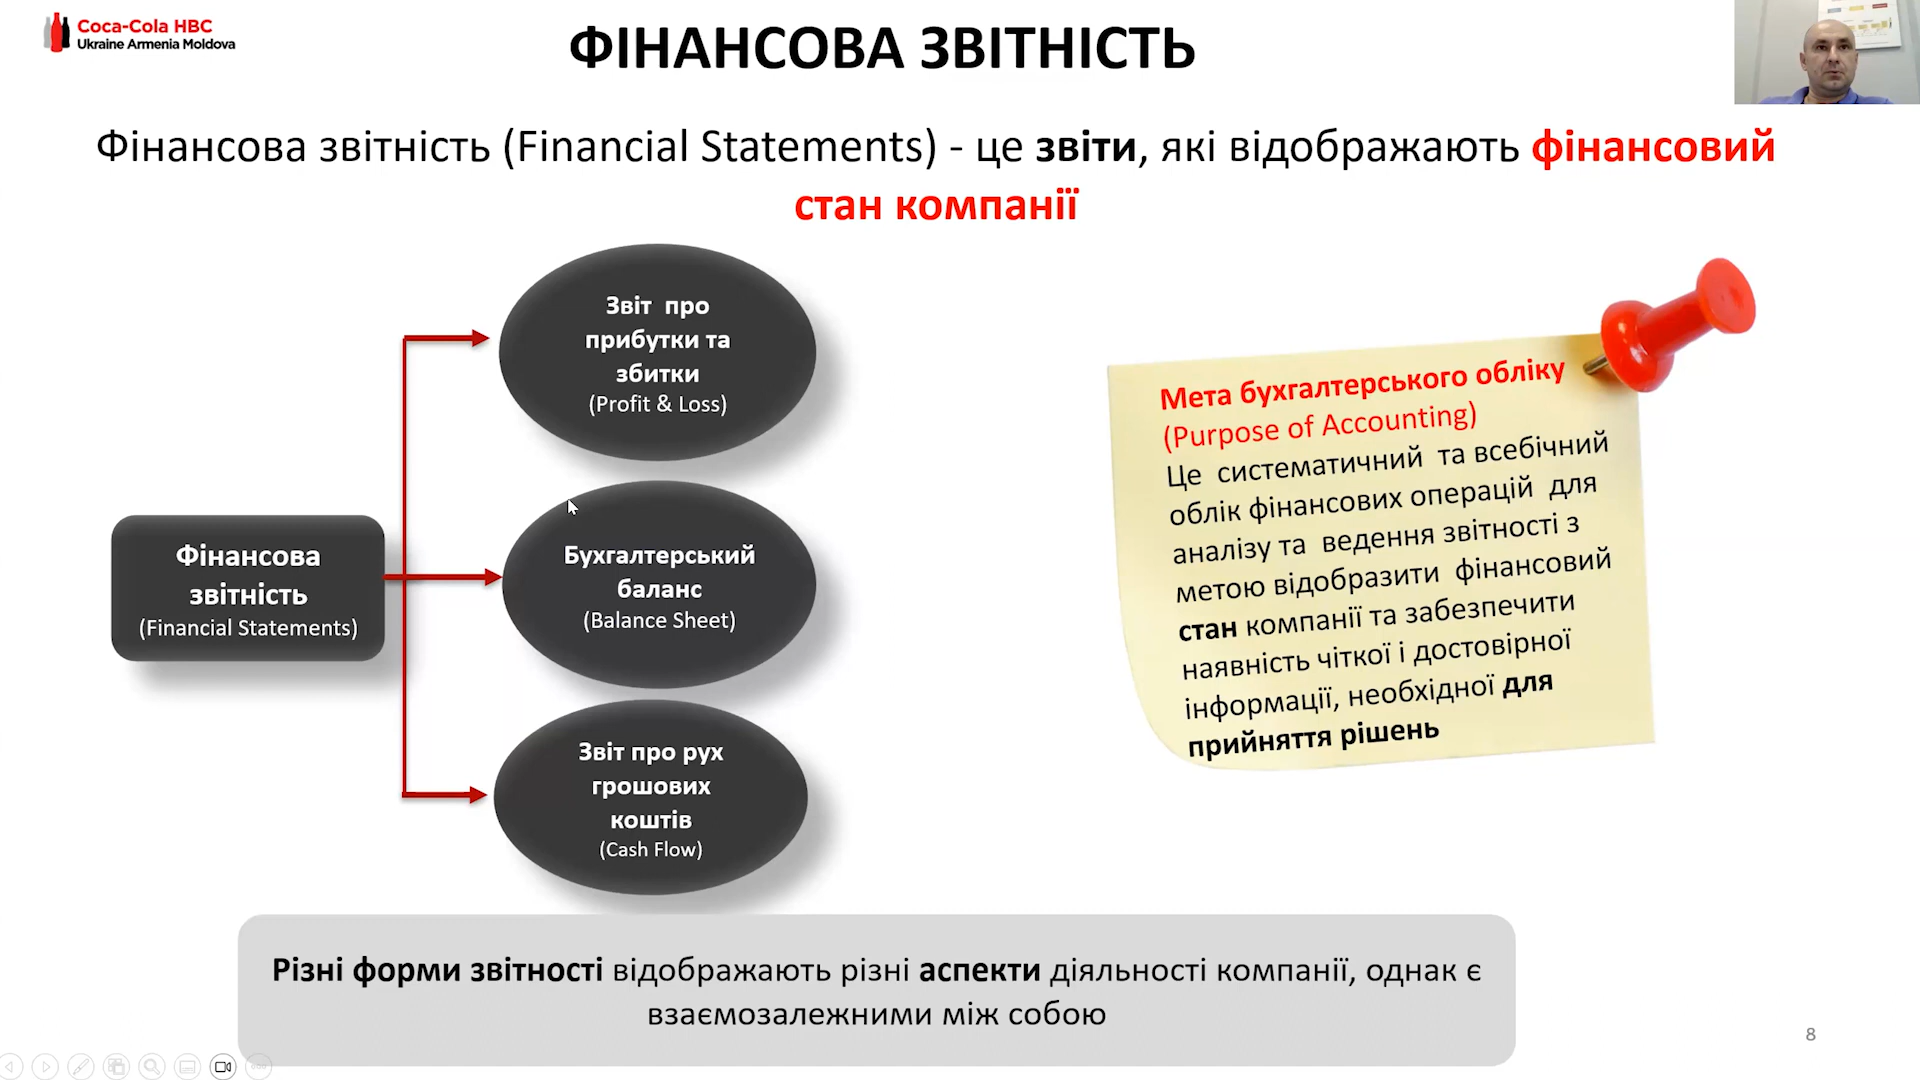 Coca-Cola HBC
Ukraine Armenia Moldova
ФІНАНСОВА ЗВІТНІСТЬ
Фінансова звітність (Financial Statements) - це звіти, які відображають фінансовий
стан компанії
Звіт про
прибутки та
збитки
(Profit & Loss)
Фінансова
звітність
(Financial Statements)
Бухгалтерський
баланс
(Balance Sheet)
Звіт про рух
грошових
коштів
(Cash Flow)
Мета бухгалтерського обліку
(Purpose of Accounting)
Це систематичний та всебічний
облік фінансових операцій для
аналізу та ведення звітності з
метою відобразити фінансовий
стан компанії та забезпечити
наявність чіткої і достовірної
інформації, необхідної для
прийняття рішень
Різні форми звітності відображають різні аспекти діяльності компанії, однак є
взаємозалежними між собою
8